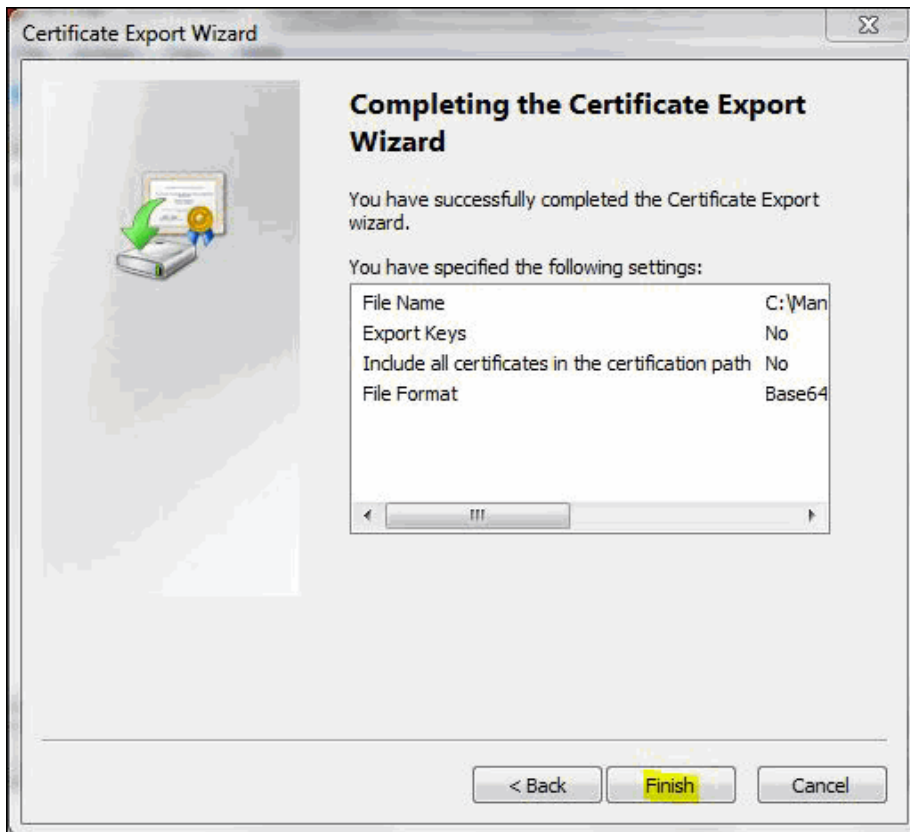 Certificate Export Wizard
Completing the Certificate Export
Wizard
You have successfully completed the Certificate Export
wizard.
You have specified the following settings:
File Name C:\Man
Export Keys No
Include all certificates in the certification path No
File Format Base64
< Back Finish Cancel